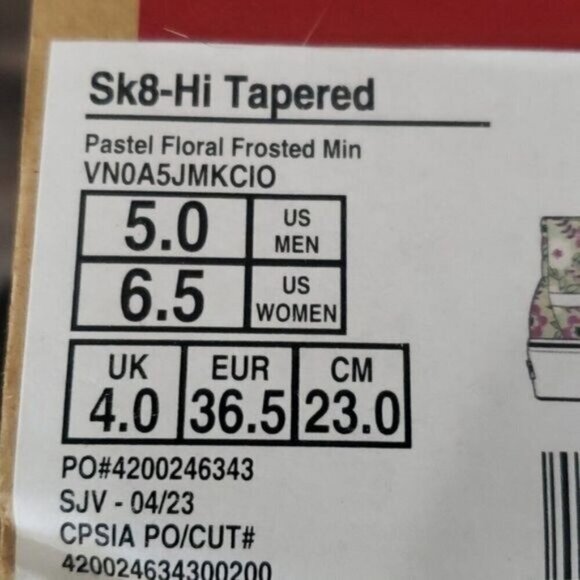 Sk8-Hi Tapered
Pastel Floral Frosted Min
VN0A5JMKCIO
5.0 US MEN
6.5 US WOMEN
UK EUR CM
4.0 36.5 23.0
PO#4200246343
SJV - 04/23
CPSIA PO/CUT#
420024634300200